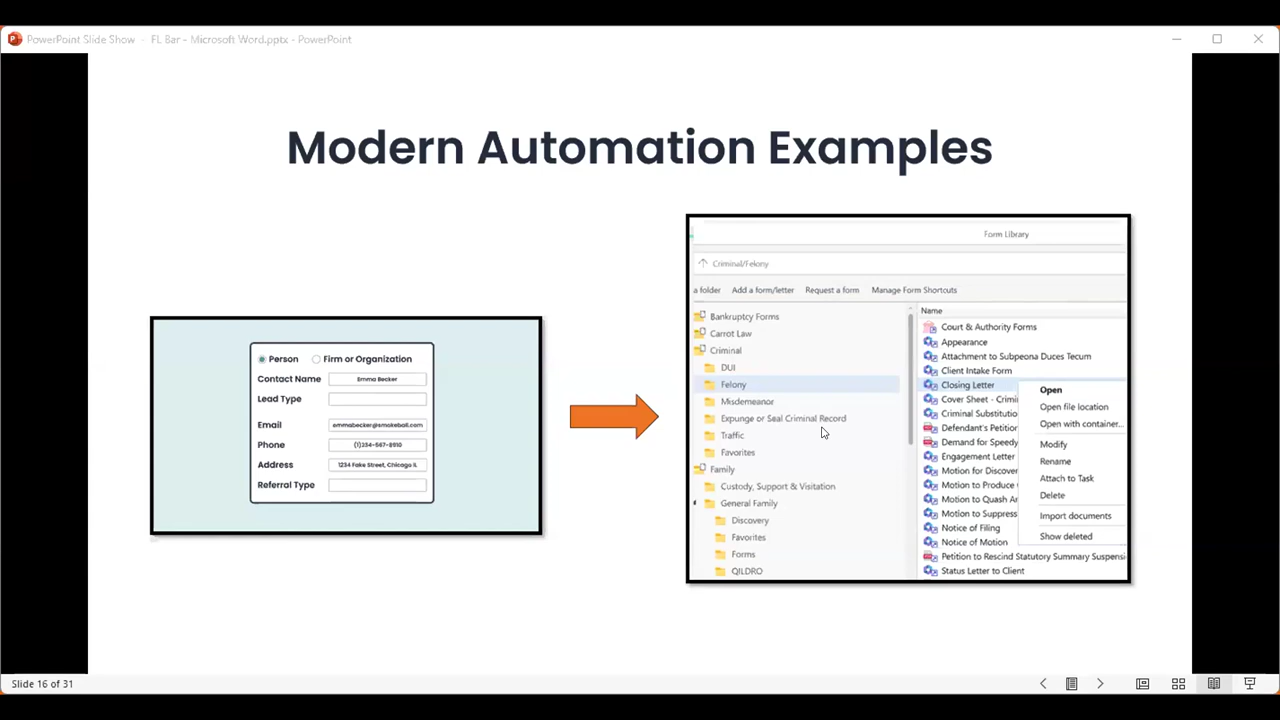 PowerPoint Slide Show - FL Bar - Microsoft Word.pptx - PowerPoint
Modern Automation Examples
Person Firm or Organization
Contact Name Emma Becker
Lead Type
Email emmabecker@smokeball.com
Phone (1)234-567-8910
Address 1234 Fake Street, Chicago IL
Referral Type
Form Library
Criminal/Felony
a folder Add a form/letter Request a form Manage Form Shortcuts
Bankruptcy Forms
Carrot Law
Criminal
DUI
Felony
Misdemeanor
Expunge or Seal Criminal Record
Traffic
Favorites
Family
Custody, Support & Visitation
General Family
Discovery
Favorites
Forms
QILDRO
Name
Court & Authority Forms
Appearance
Attachment to Subpeona Duces Tecum
Client Intake Form
Closing Letter
Cover Sheet - Crimi
Criminal Substitutio
Defendant's Petition
Demand for Speedy
Engagement Letter
Motion for Discover
Motion to Produce
Motion to Quash Ar
Motion to Suppress
Notice of Filing
Notice of Motion
Petition to Rescind Statutory Summary Suspensi
Status Letter to Client
Open
Open file location
Open with container...
Modify
Rename
Attach to Task
Delete
Import documents
Show deleted
Slide 16 of 31